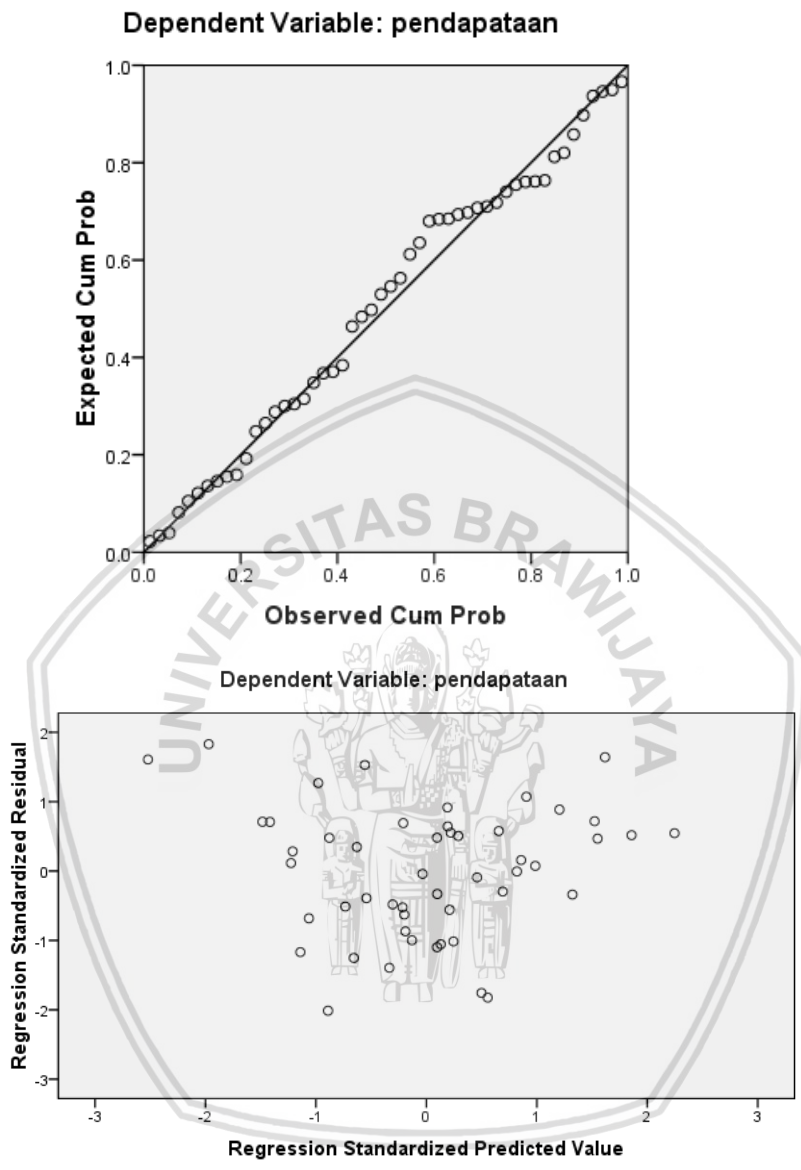 Dependent Variable: pendapataan
1.0
0.8
0.6
0.4
0.2
0.0
Expected Cum Prob
0.0 0.2 0.4 0.6 0.8 1.0
Observed Cum Prob
UNIVERSITAS BRAWIJAYA
Dependent Variable: pendapataan
2
1
0
-1
-2
-3
Regression Standardized Residual
-3 -2 -1 0 1 2 3
Regression Standardized Predicted Value